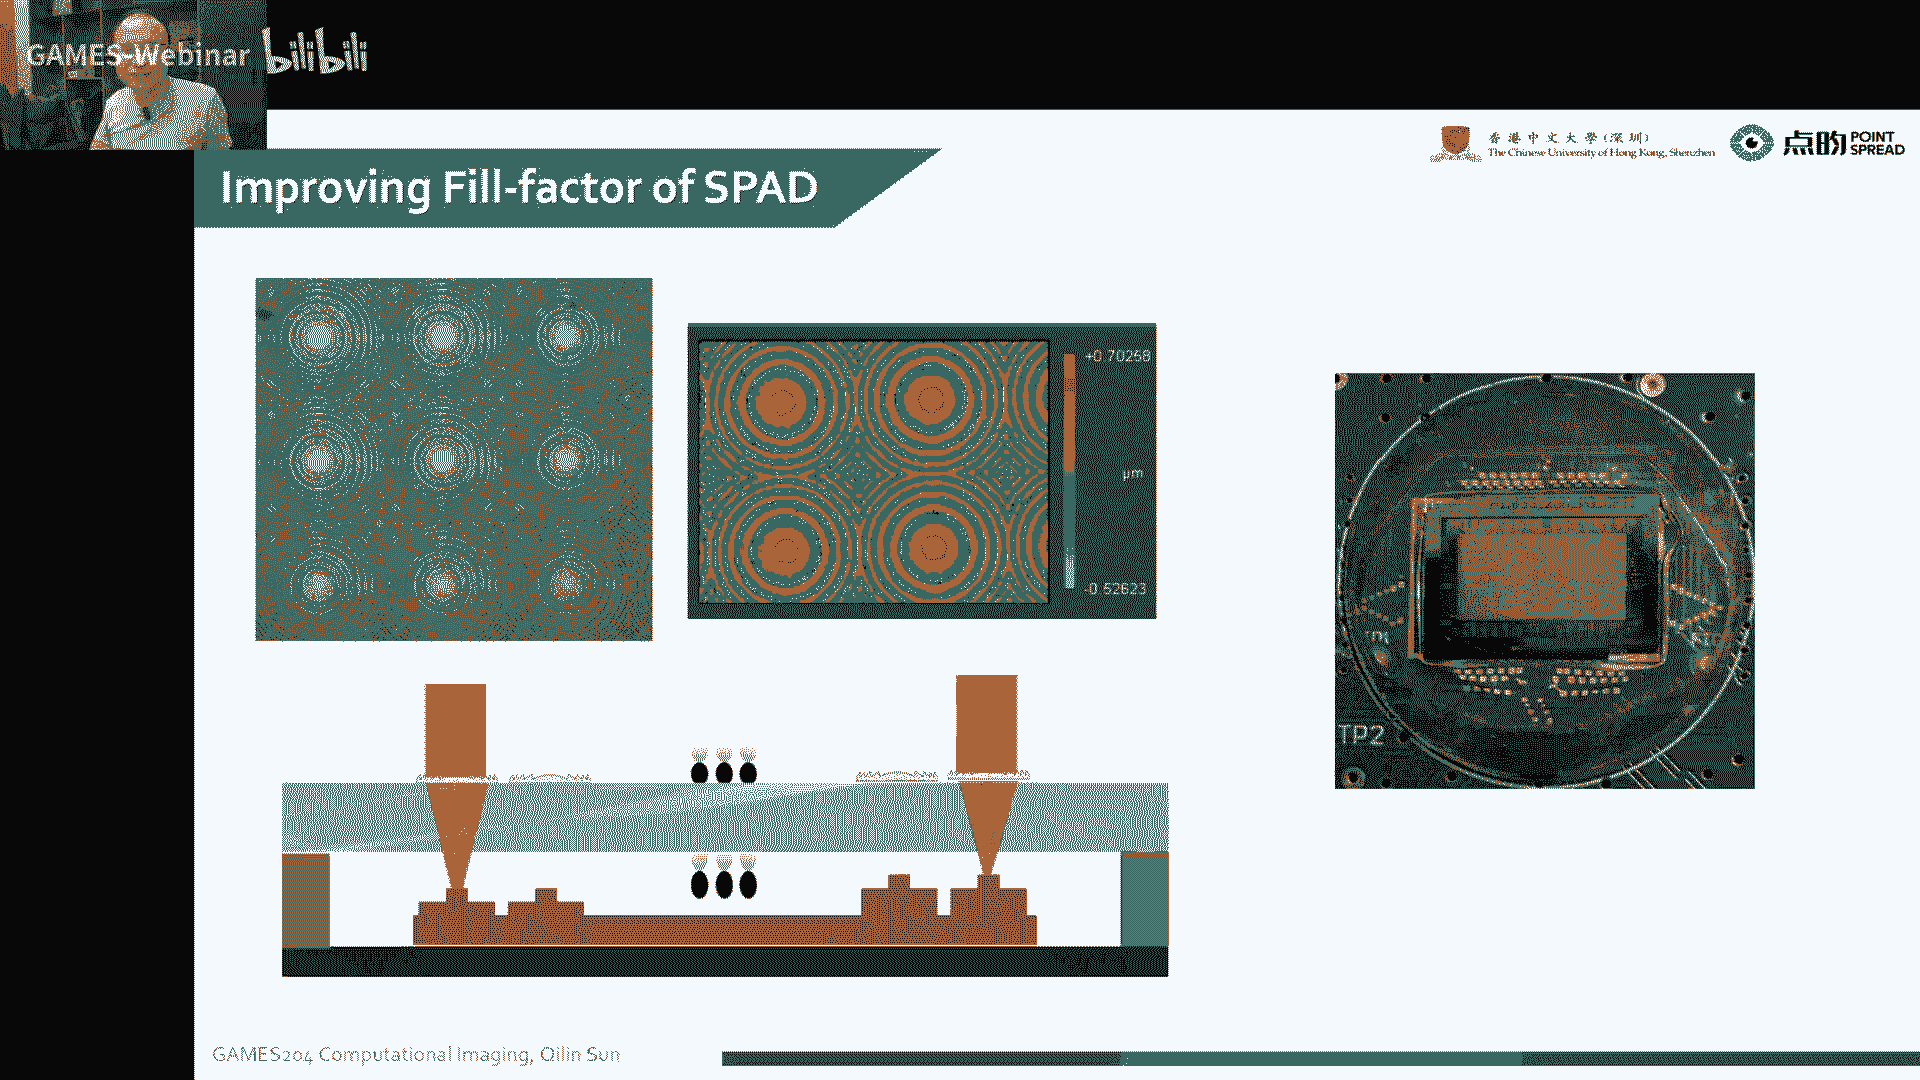 GAMES-Webinar bilibili
香港中文大學(深圳)
The Chinese University of Hong Kong, Shenzhen
点昀 POINT SPREAD
Improving Fill-factor of SPAD
+0.70258
μm
-0.52623
TP2
GAMES204 Computational Imaging, Qilin Sun